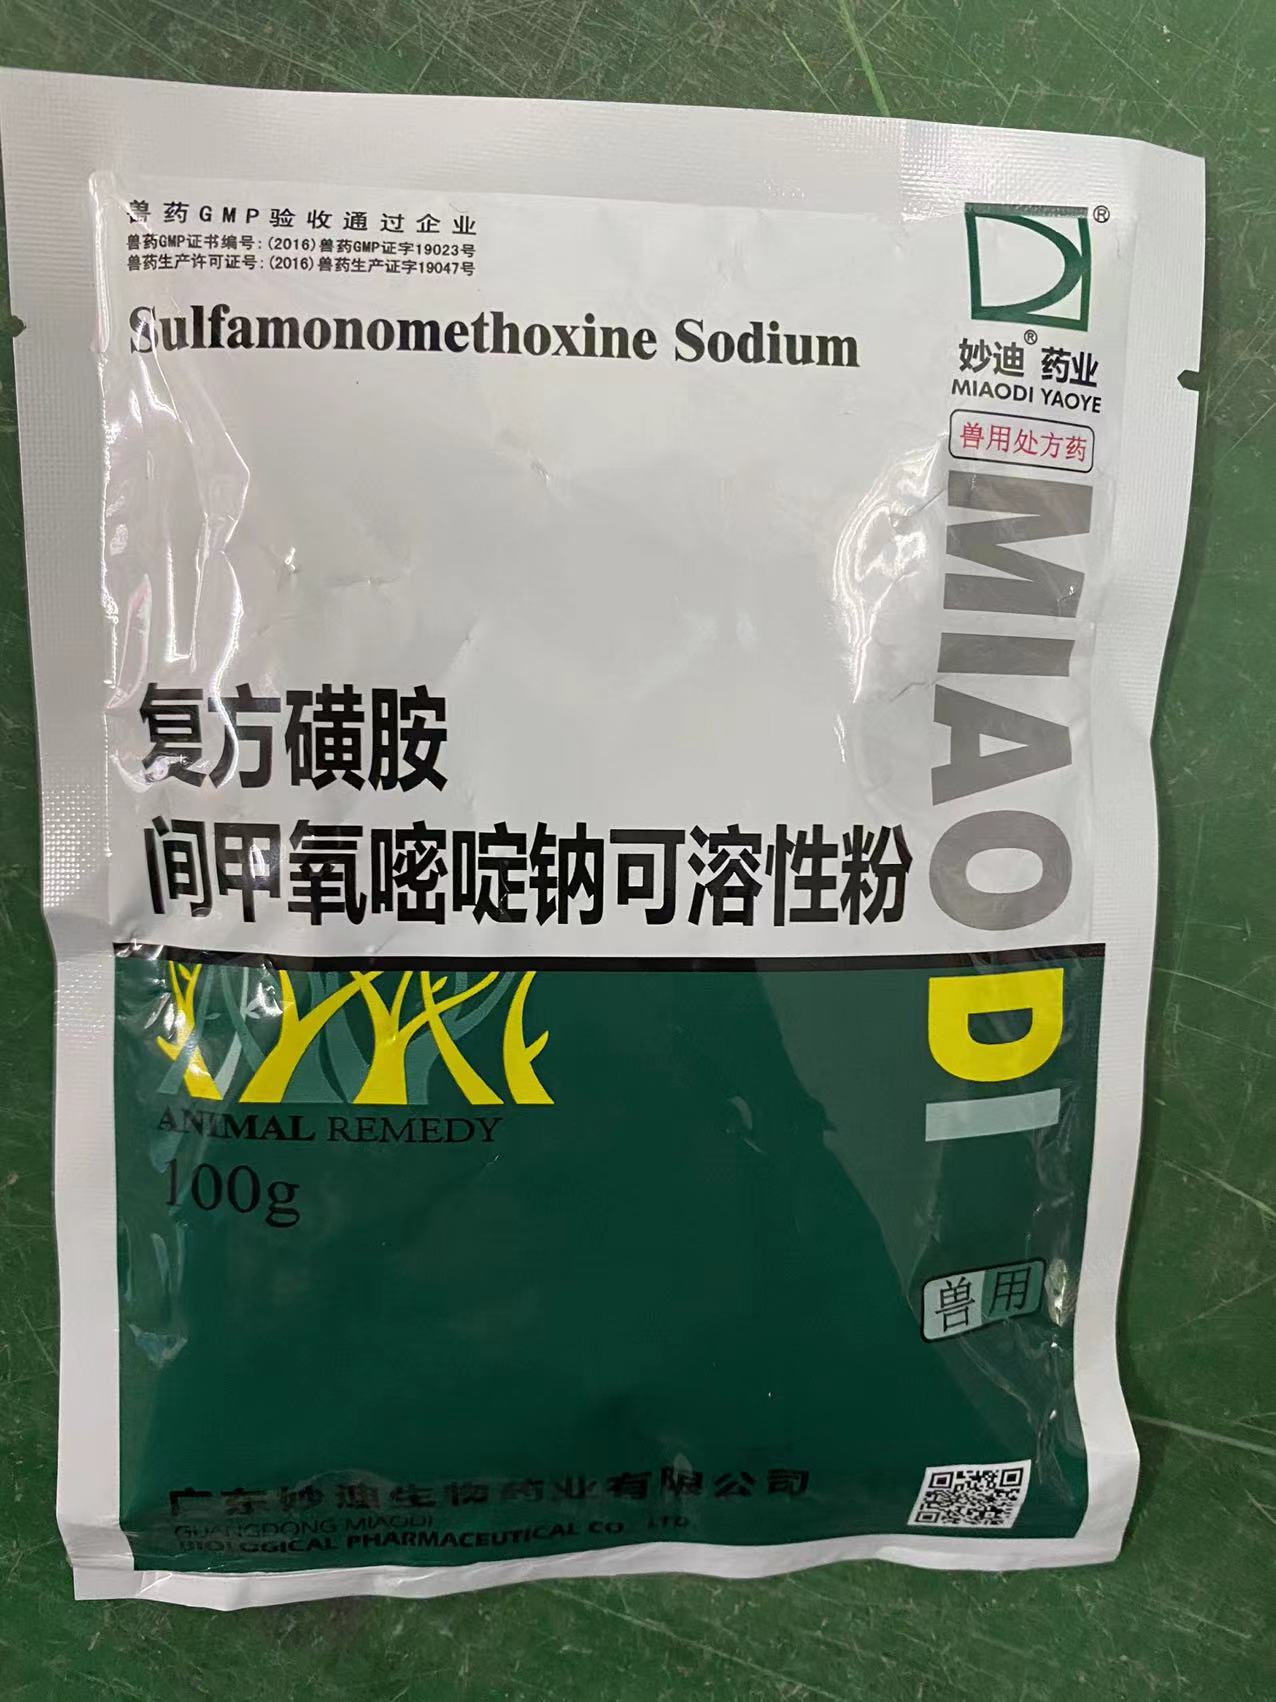 兽药GMP验收通过企业
兽药GMP证书编号:(2016)兽药GMP证字19023号
兽药生产许可证号:(2016)兽药生产证字19047号
Sulfamonomethoxine Sodium
®
妙迪® 药业
MIAODI YAOYE
兽用处方药
MIAODI
复方磺胺
间甲氧嘧啶钠可溶性粉
ANIMAL REMEDY
100g
兽用
广东妙迪生物药业有限公司
GUANGDONG MIAODI
BIOLOGICAL PHARMACEUTICAL CO. LTD.